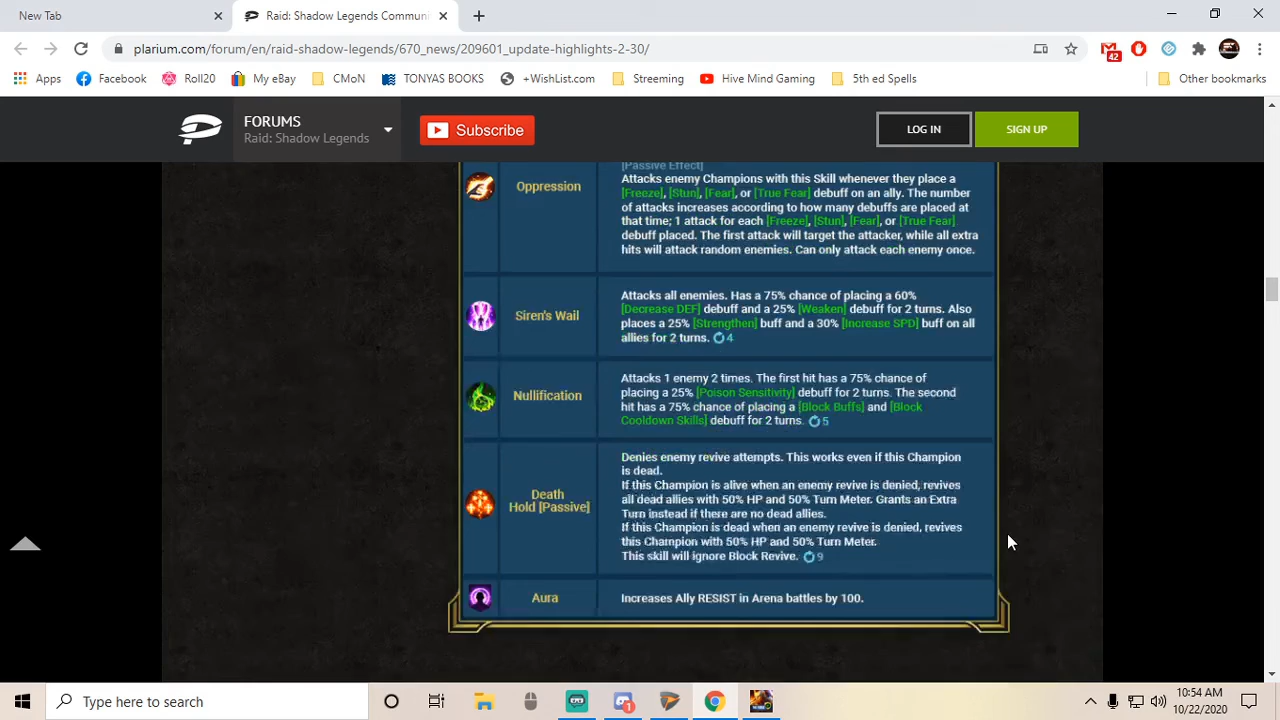 New Tab
Raid: Shadow Legends Commun
plarium.com/forum/en/raid-shadow-legends/670_news/209601_update-highlights-2-30/
42
Apps Facebook Roll20 My eBay CMoN TONYAS BOOKS +WishList.com Streeming Hive Mind Gaming 5th ed Spells Other bookmarks
FORUMS
Raid: Shadow Legends
Subscribe
LOG IN
SIGN UP
[Passive Effect]
Oppression
Attacks enemy Champions with this Skill whenever they place a
[Freeze], [Stun], [Fear], or [True Fear] debuff on an ally. The number
of attacks increases according to how many debuffs are placed at
that time; 1 attack for each [Freeze], [Stun], [Fear], or [True Fear]
debuff placed. The first attack will target the attacker, while all extra
hits will attack random enemies. Can only attack each enemy once.
Siren's Wail
Attacks all enemies. Has a 75% chance of placing a 60%
[Decrease DEF] debuff and a 25% [Weaken] debuff for 2 turns. Also
places a 25% [Strengthen] buff and a 30% [Increase SPD] buff on all
allies for 2 turns. 4
Nullification
Attacks 1 enemy 2 times. The first hit has a 75% chance of
placing a 25% [Poison Sensitivity] debuff for 2 turns. The second
hit has a 75% chance of placing a [Block Buffs] and [Block
Cooldown Skills] debuff for 2 turns. 5
Death
Hold [Passive]
Denies enemy revive attempts. This works even if this Champion
is dead.
If this Champion is alive when an enemy revive is denied, revives
all dead allies with 50% HP and 50% Turn Meter. Grants an Extra
Turn instead if there are no dead allies.
If this Champion is dead when an enemy revive is denied, revives
this Champion with 50% HP and 50% Turn Meter.
This skill will ignore Block Revive. 9
Aura
Increases Ally RESIST in Arena battles by 100.
Type here to search
1
10:54 AM
10/22/2020